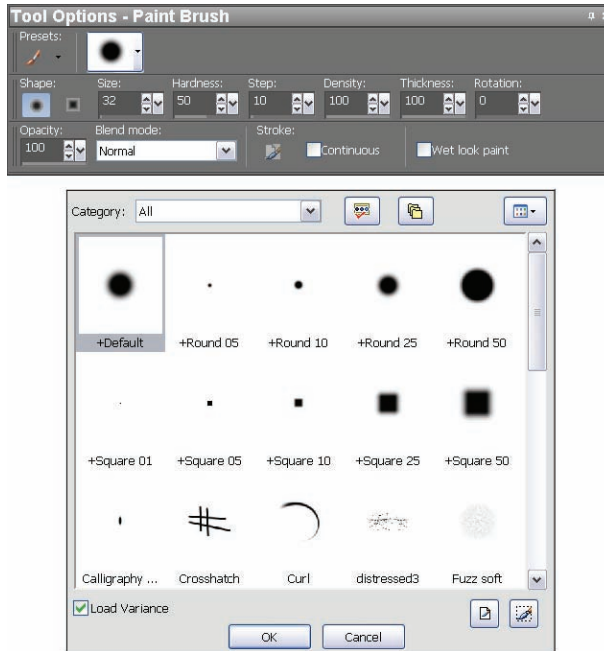 Tool Options - Paint Brush
Presets:
Shape: Size: Hardness: Step: Density: Thickness: Rotation:
32 50 10 100 100 0
Opacity: Blend mode: Stroke:
100 Normal Continuous Wet look paint
Category: All
+Default +Round 05 +Round 10 +Round 25 +Round 50
+Square 01 +Square 05 +Square 10 +Square 25 +Square 50
Calligraphy ... Crosshatch Curl distressed3 Fuzz soft
Load Variance
OK Cancel